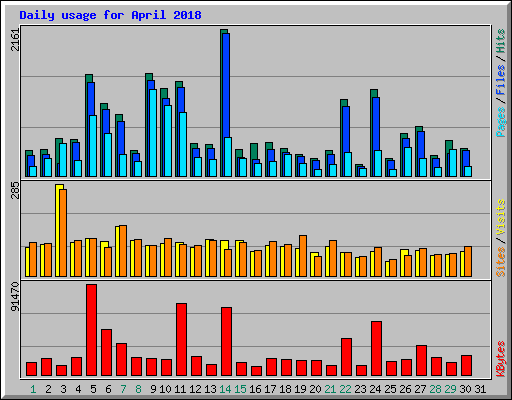 Daily usage for April 2018
2161
Pages / Files / Hits
285
Sites / Visits
91470
KBytes
1 2 3 4 5 6 7 8 9 10 11 12 13 14 15 16 17 18 19 20 21 22 23 24 25 26 27 28 29 30 31